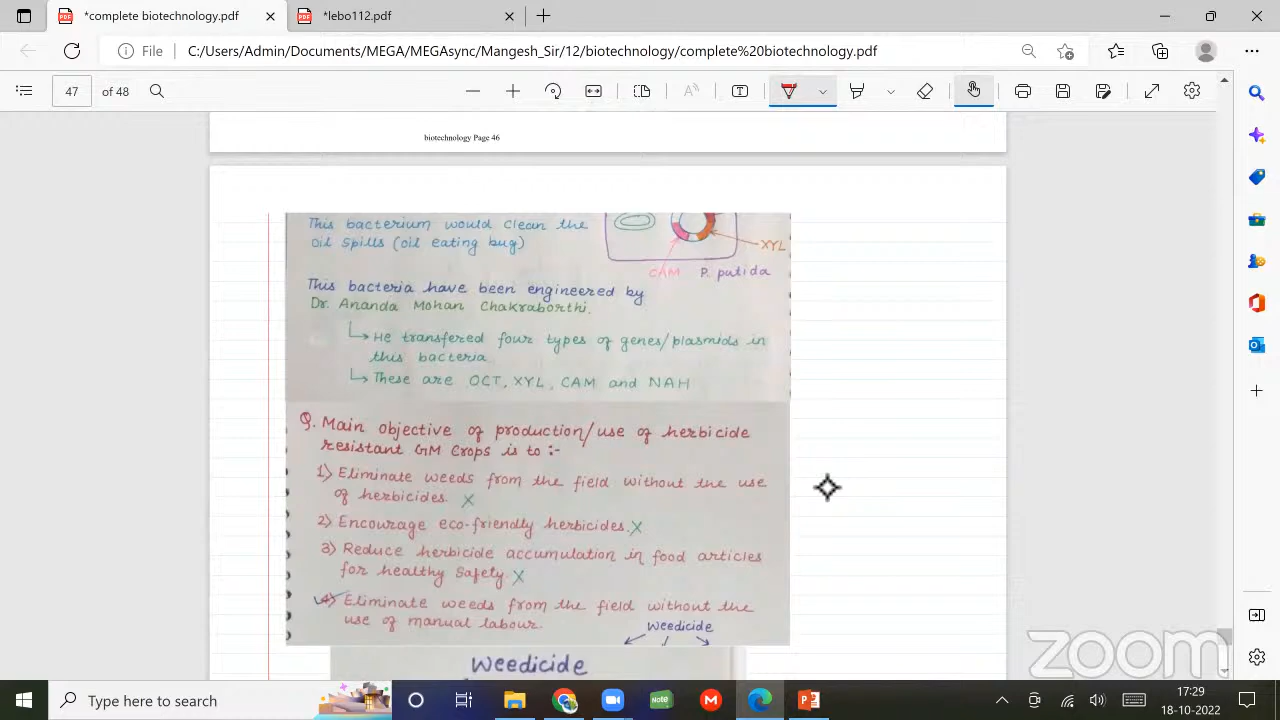 *complete biotechnology.pdf
*lebo112.pdf
File
C:/Users/Admin/Documents/MEGA/MEGAsync/Mangesh_Sir/12/biotechnology/complete%20biotechnology.pdf
47 of 48
biotechnology Page 46
This bacterium would clean the
oil spills (oil eating bug)
XYL
CAM P. putida
This bacteria have been engineered by
Dr. Ananda Mohan Chakraborthi.
He transfered four types of genes/plasmids in
this bacteria
These are OCT, XYL, CAM and NAH
Q. Main objective of production/use of herbicide
resistant GM Crops is to :-
1) Eliminate weeds from the field without the use
of herbicides. X
2) Encourage eco-friendly herbicides. X
3) Reduce herbicide accumulation in food articles
for healthy safety. X
4) Eliminate weeds from the field without the
use of manual labour.
Weedicide
Weedicide
zoom
Type here to search
17:29
18-10-2022